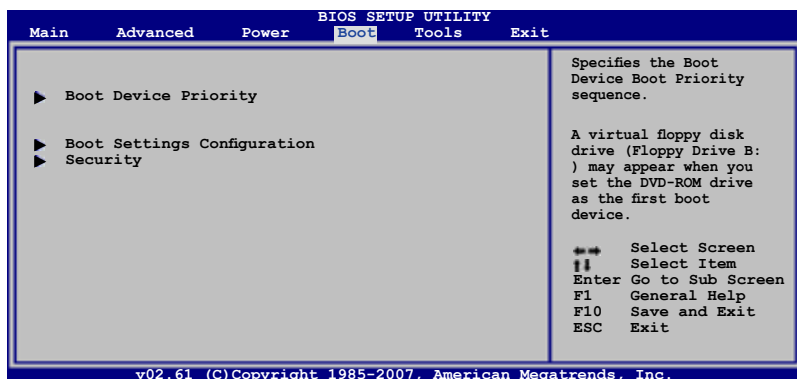 BIOS SETUP UTILITY
Main Advanced Power Boot Tools Exit
Boot Device Priority
Boot Settings Configuration
Security
Specifies the Boot
Device Boot Priority
sequence.
A virtual floppy disk
drive (Floppy Drive B:
) may appear when you
set the DVD-ROM drive
as the first boot
device.
Select Screen
Select Item
Enter Go to Sub Screen
F1 General Help
F10 Save and Exit
ESC Exit
v02.61 (C)Copyright 1985-2007, American Megatrends, Inc.